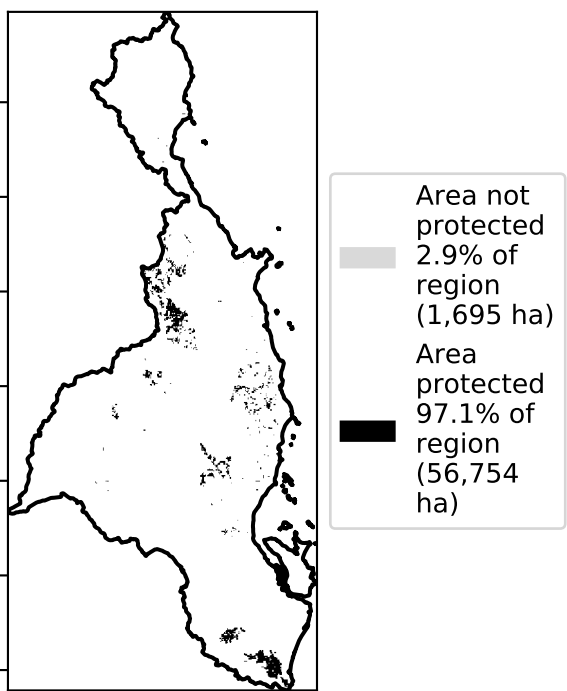 Area not
protected
2.9% of
region
(1,695 ha)
Area
protected
97.1% of
region
(56,754
ha)